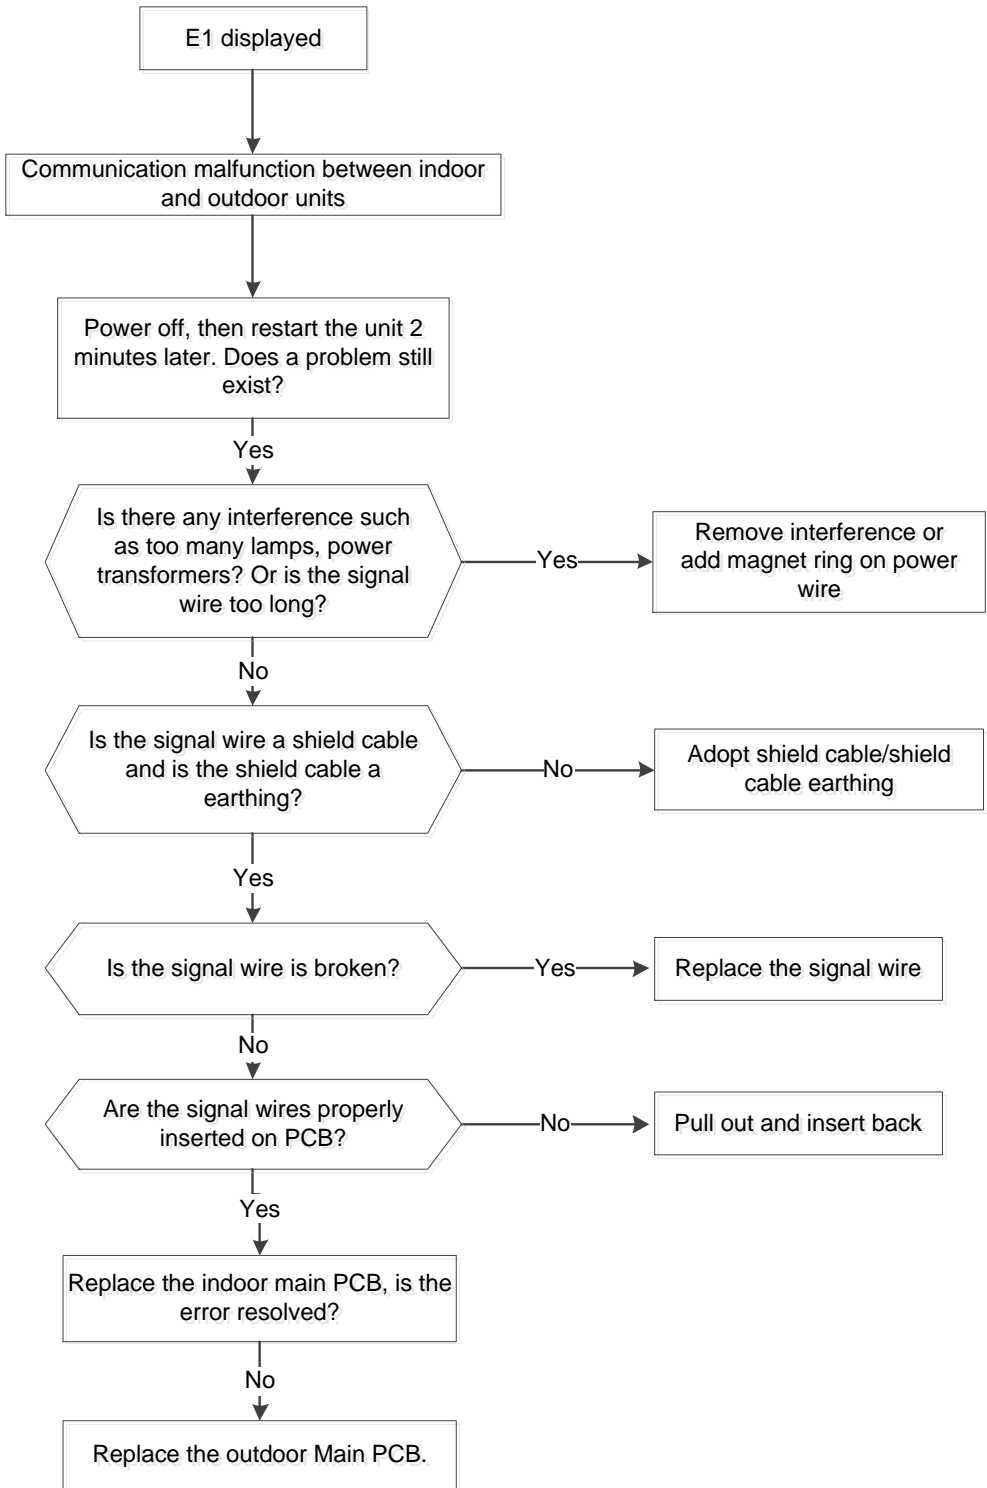 E1 displayed
Communication malfunction between indoor
and outdoor units
Power off, then restart the unit 2
minutes later. Does a problem still
exist?
Yes
Is there any interference such
as too many lamps, power
transformers? Or is the signal
wire too long?
Yes
Remove interference or
add magnet ring on power
wire
No
Is the signal wire a shield cable
and is the shield cable a
earthing?
No
Adopt shield cable/shield
cable earthing
Yes
Is the signal wire is broken?
Yes
Replace the signal wire
No
Are the signal wires properly
inserted on PCB?
No
Pull out and insert back
Yes
Replace the indoor main PCB, is the
error resolved?
No
Replace the outdoor Main PCB.